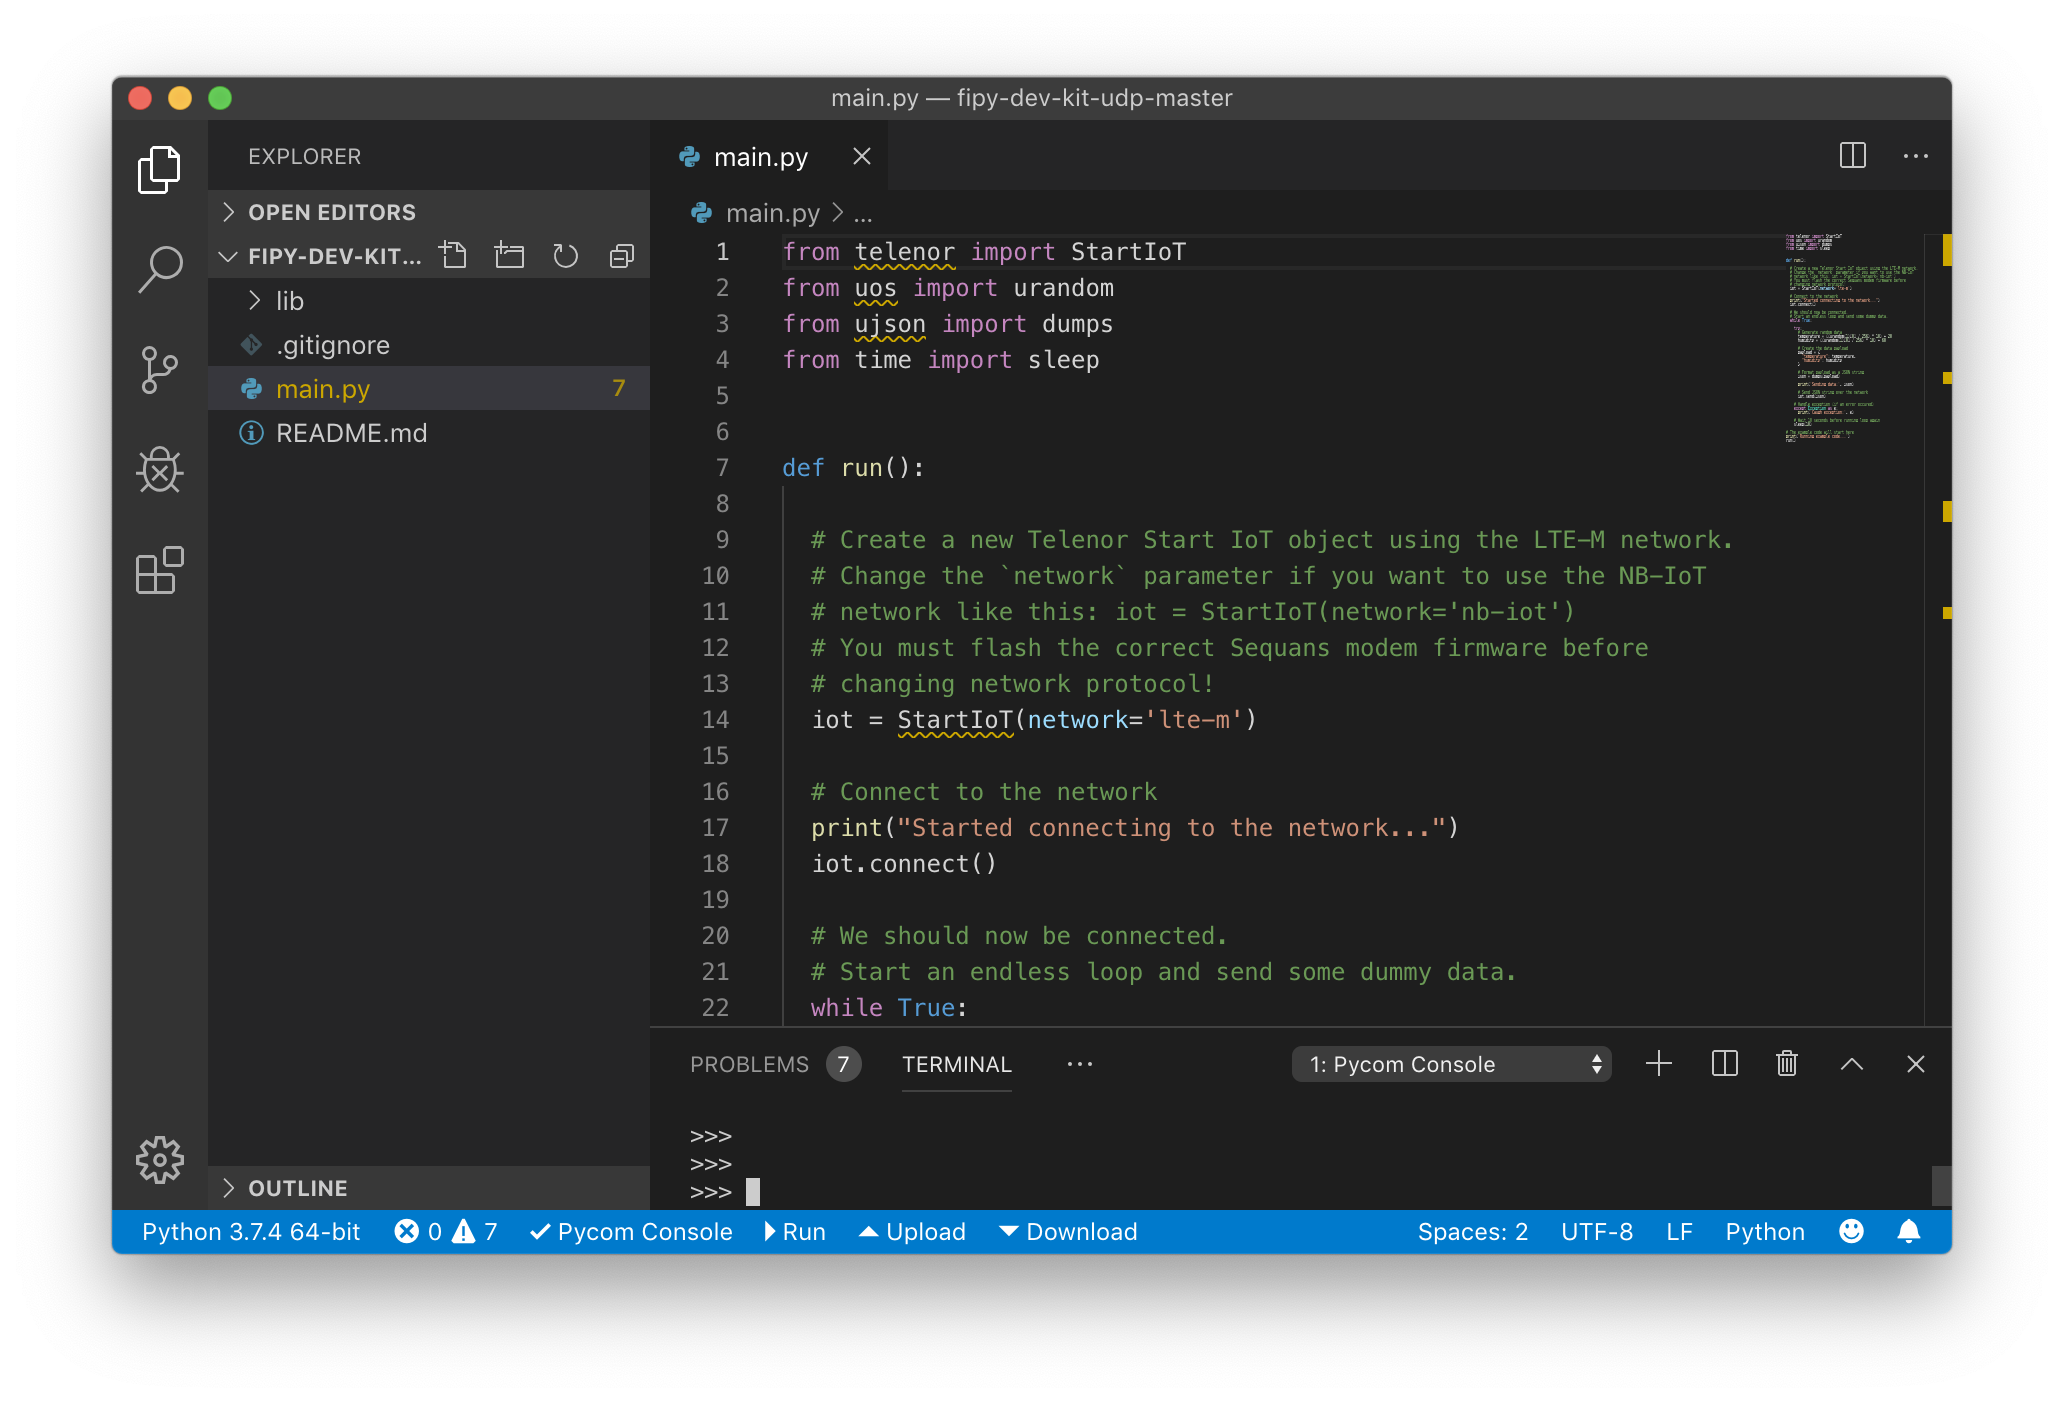 main.py — fipy-dev-kit-udp-master
EXPLORER
OPEN EDITORS
FIPY-DEV-KIT...
lib
.gitignore
main.py 7
README.md
OUTLINE
main.py
main.py > ...
1 from telenor import StartIoT
2 from uos import urandom
3 from ujson import dumps
4 from time import sleep
5
6
7 def run():
8
9 # Create a new Telenor Start IoT object using the LTE-M network.
10 # Change the `network` parameter if you want to use the NB-IoT
11 # network like this: iot = StartIoT(network='nb-iot')
12 # You must flash the correct Sequans modem firmware before
13 # changing network protocol!
14 iot = StartIoT(network='lte-m')
15
16 # Connect to the network
17 print("Started connecting to the network...")
18 iot.connect()
19
20 # We should now be connected.
21 # Start an endless loop and send some dummy data.
22 while True:
PROBLEMS 7 TERMINAL ... 1: Pycom Console
>>>
>>>
>>>
Python 3.7.4 64-bit 0 7 Pycom Console Run Upload Download Spaces: 2 UTF-8 LF Python